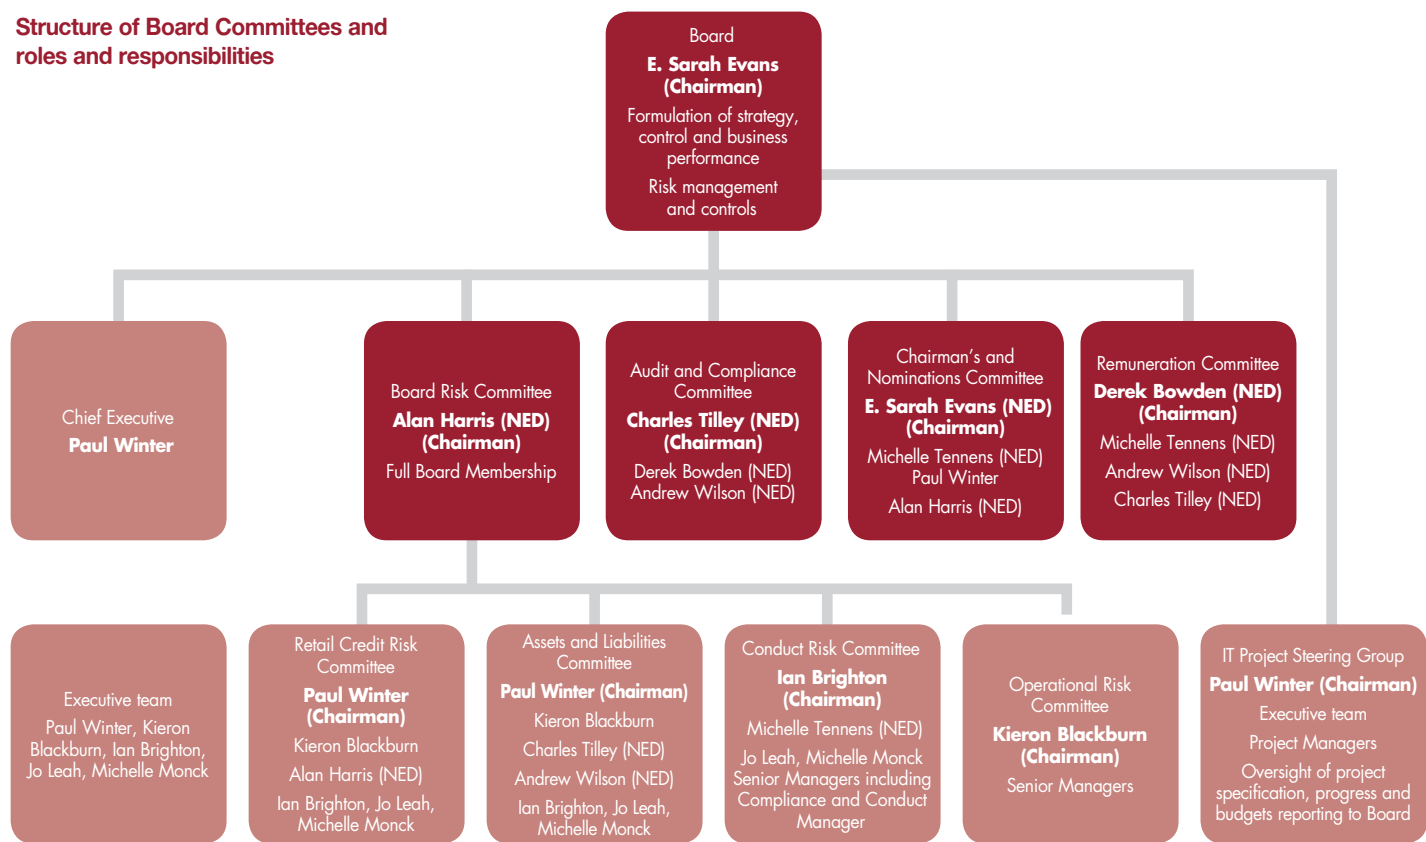 Structure of Board Committees and
roles and responsibilities
Board
E. Sarah Evans
(Chairman)
Formulation of strategy,
control and business
performance
Risk management
and controls
Chief Executive
Paul Winter
Board Risk Committee
Alan Harris (NED)
(Chairman)
Full Board Membership
Audit and Compliance
Committee
Charles Tilley (NED)
(Chairman)
Derek Bowden (NED)
Andrew Wilson (NED)
Chairman's and
Nominations Committee
E. Sarah Evans (NED)
(Chairman)
Michelle Tennens (NED)
Paul Winter
Alan Harris (NED)
Remuneration Committee
Derek Bowden (NED)
(Chairman)
Michelle Tennens (NED)
Andrew Wilson (NED)
Charles Tilley (NED)
Executive team
Paul Winter, Kieron
Blackburn, Ian Brighton,
Jo Leah, Michelle Monck
Retail Credit Risk
Committee
Paul Winter
(Chairman)
Kieron Blackburn
Alan Harris (NED)
Ian Brighton, Jo Leah,
Michelle Monck
Assets and Liabilities
Committee
Paul Winter (Chairman)
Kieron Blackburn
Charles Tilley (NED)
Andrew Wilson (NED)
Ian Brighton, Jo Leah,
Michelle Monck
Conduct Risk Committee
Ian Brighton
(Chairman)
Michelle Tennens (NED)
Jo Leah, Michelle Monck
Senior Managers including
Compliance and Conduct
Manager
Operational Risk
Committee
Kieron Blackburn
(Chairman)
Senior Managers
IT Project Steering Group
Paul Winter (Chairman)
Executive team
Project Managers
Oversight of project
specification, progress and
budgets reporting to Board